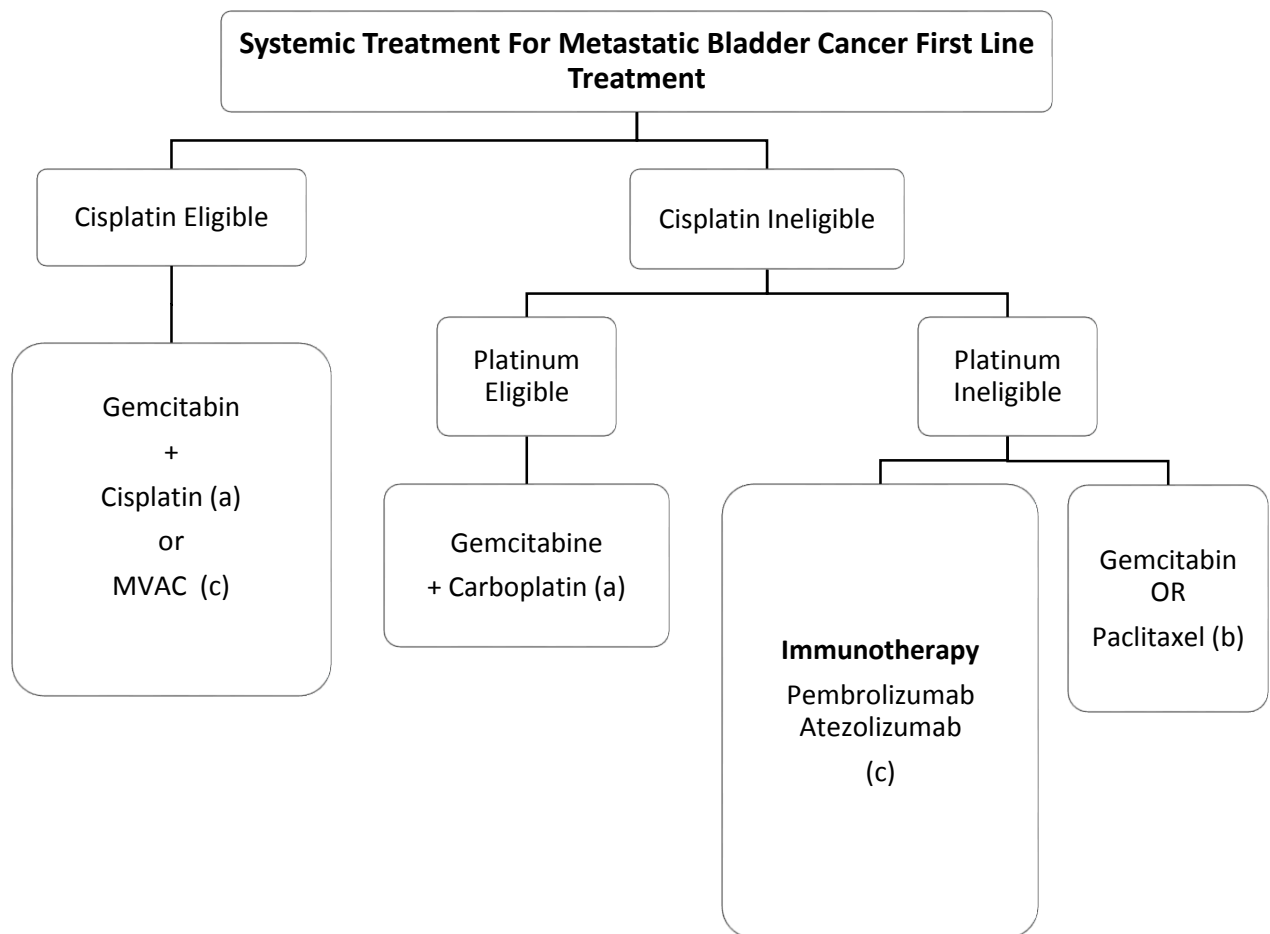 Systemic Treatment For Metastatic Bladder Cancer First Line
Treatment
Cisplatin Eligible
Cisplatin Ineligible
Platinum
Eligible
Platinum
Ineligible
Gemcitabin
+
Cisplatin (a)
or
MVAC (c)
Gemcitabine
+ Carboplatin (a)
Immunotherapy
Pembrolizumab
Atezolizumab
(c)
Gemcitabin
OR
Paclitaxel (b)